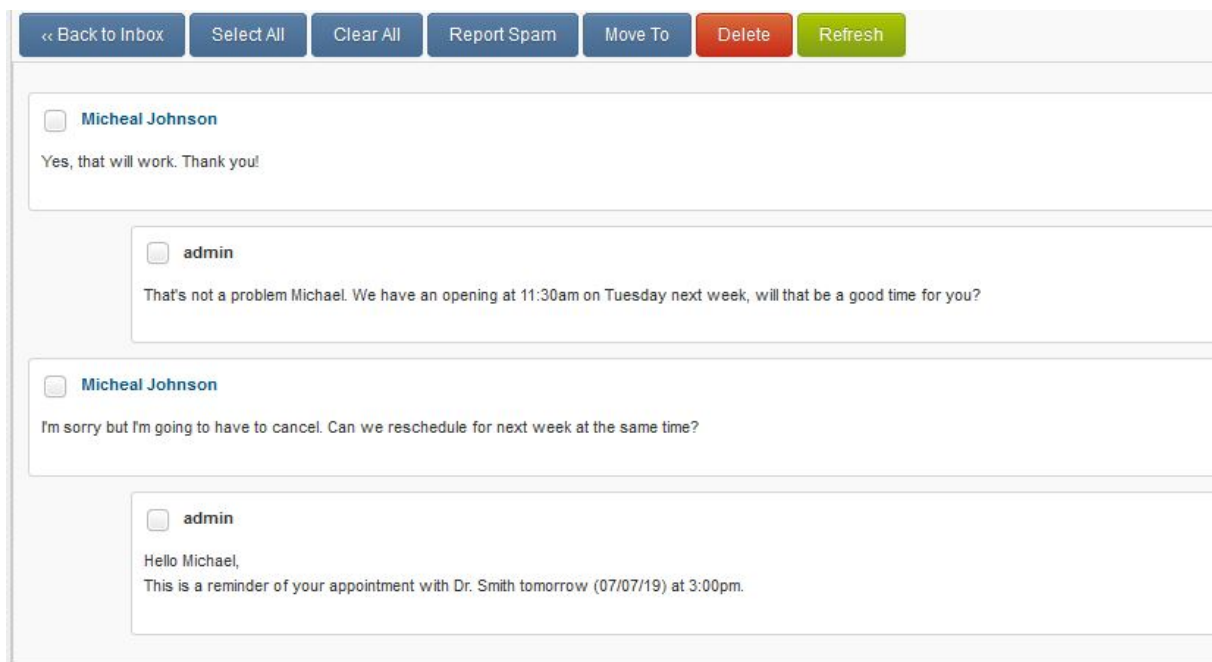 ‹‹ Back to Inbox Select All Clear All Report Spam Move To Delete Refresh
Micheal Johnson
Yes, that will work. Thank you!
admin
That's not a problem Michael. We have an opening at 11:30am on Tuesday next week, will that be a good time for you?
Micheal Johnson
I'm sorry but I'm going to have to cancel. Can we reschedule for next week at the same time?
admin
Hello Michael,
This is a reminder of your appointment with Dr. Smith tomorrow (07/07/19) at 3:00pm.